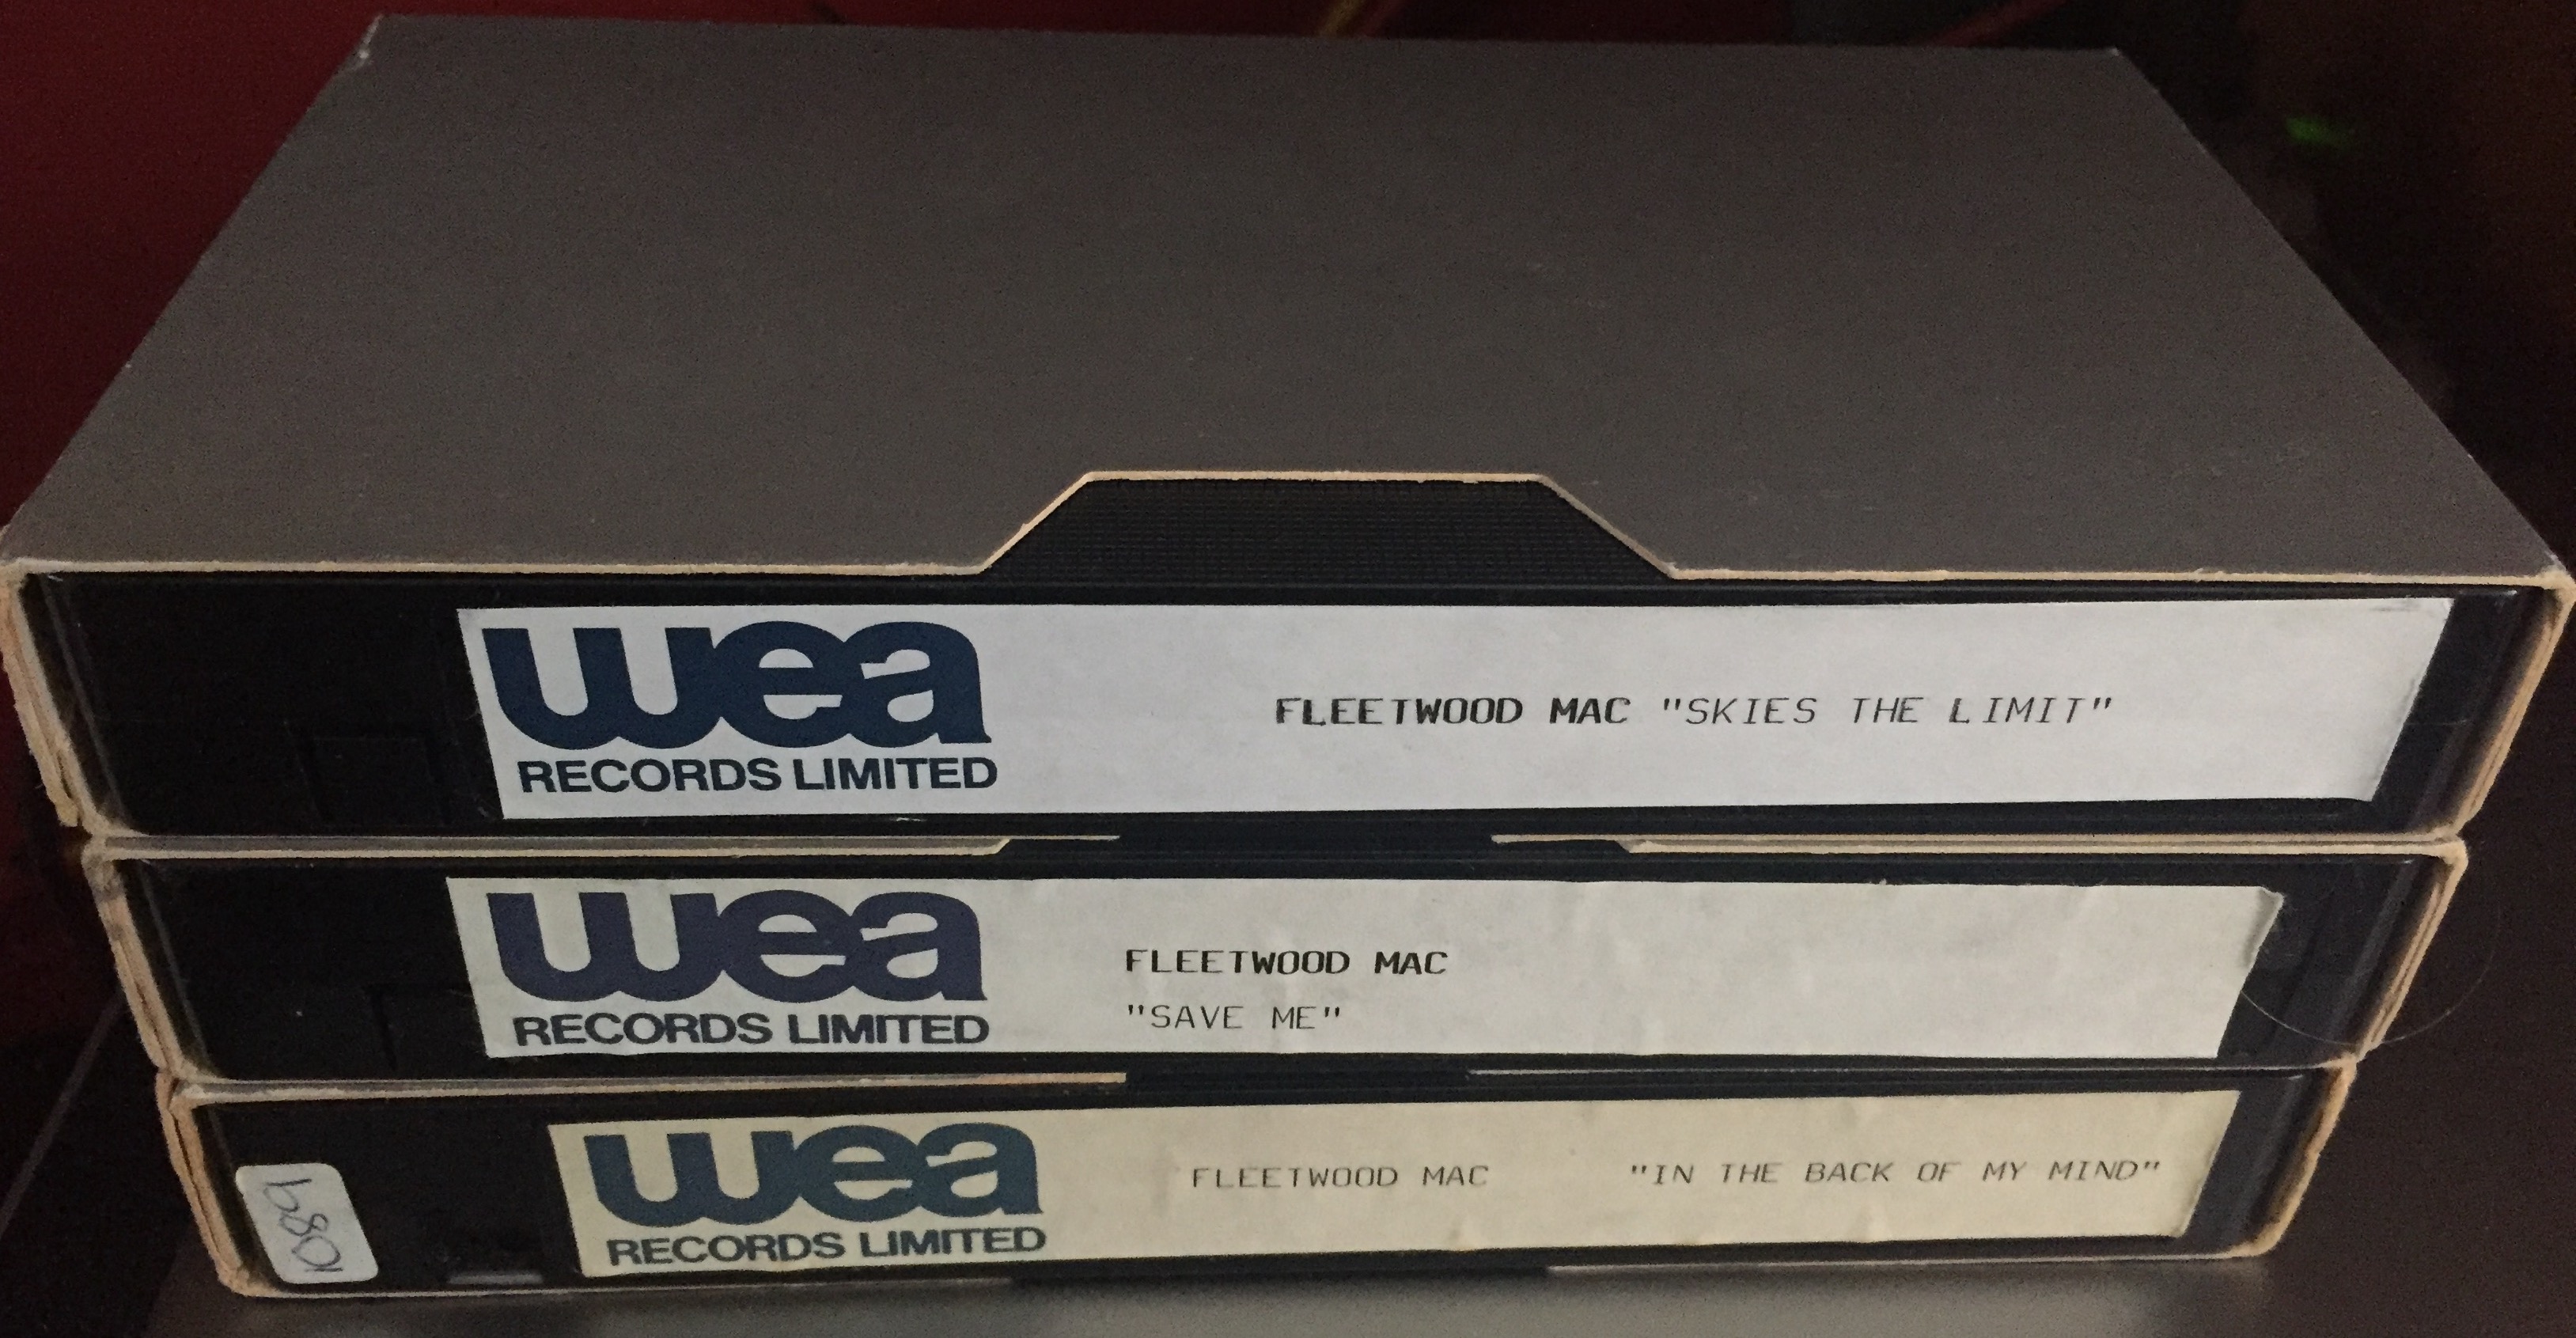 wea
RECORDS LIMITED
FLEETWOOD MAC "SKIES THE LIMIT"
wea
RECORDS LIMITED
FLEETWOOD MAC
"SAVE ME"
wea
RECORDS LIMITED
FLEETWOOD MAC "IN THE BACK OF MY MIND"